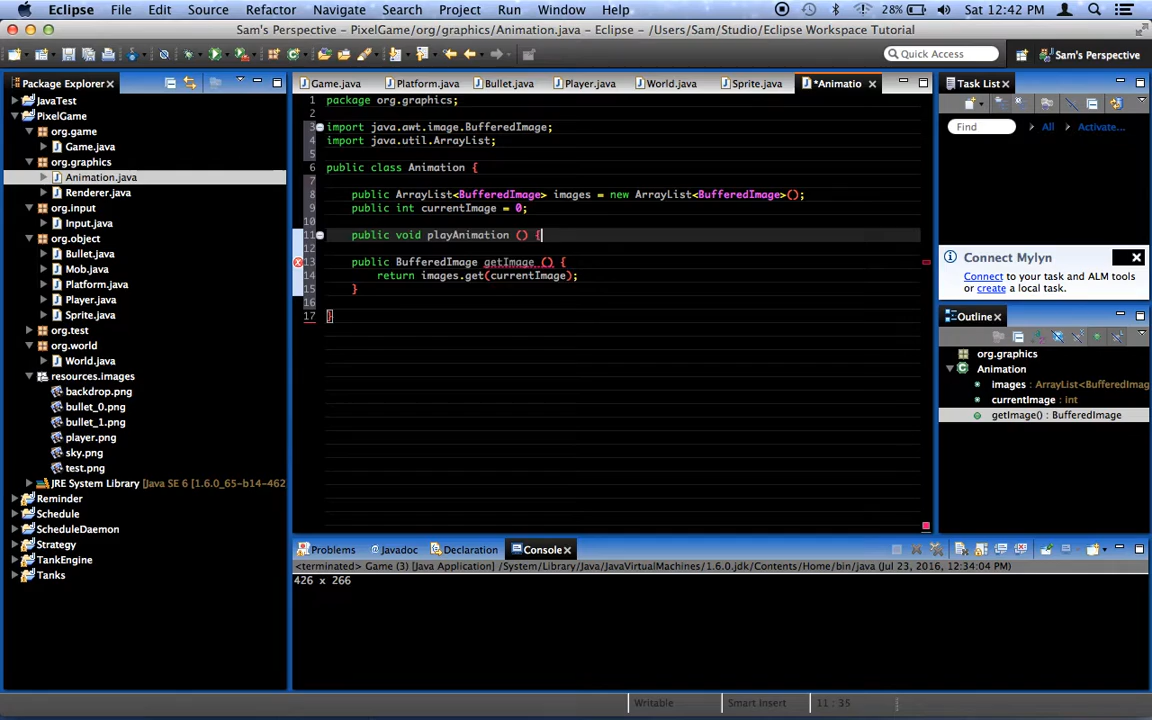 Eclipse File Edit Source Refactor Navigate Search Project Run Window Help 28% Sat 12:42 PM
Sam's Perspective - PixelGame/org/graphics/Animation.java - Eclipse - /Users/Sam/Studio/Eclipse Workspace Tutorial
Quick Access Sam's Perspective
Package Explorer
JavaTest
PixelGame
org.game
Game.java
org.graphics
Animation.java
Renderer.java
org.input
Input.java
org.object
Bullet.java
Mob.java
Platform.java
Player.java
Sprite.java
org.test
org.world
World.java
resources.images
backdrop.png
bullet_0.png
bullet_1.png
player.png
sky.png
test.png
JRE System Library [Java SE 6 [1.6.0_65-b14-462
Reminder
Schedule
ScheduleDaemon
Strategy
TankEngine
Tanks
Game.java Platform.java Bullet.java Player.java World.java Sprite.java *Animatio
1 package org.graphics;
2
3 import java.awt.image.BufferedImage;
4 import java.util.ArrayList;
5
6 public class Animation {
7
8 public ArrayList<BufferedImage> images = new ArrayList<BufferedImage>();
9 public int currentImage = 0;
10
11 public void playAnimation () {
12
13 public BufferedImage getImage () {
14 return images.get(currentImage);
15 }
16
17 }
Task List
Find All Activate...
Connect Mylyn
Connect to your task and ALM tools
or create a local task.
Outline
org.graphics
Animation
images : ArrayList<BufferedImag
currentImage : int
getImage() : BufferedImage
Problems @ Javadoc Declaration Console
<terminated> Game (3) [Java Application] /System/Library/Java/JavaVirtualMachines/1.6.0.jdk/Contents/Home/bin/java (Jul 23, 2016, 12:34:04 PM)
426 x 266
Writable Smart Insert 11 : 35